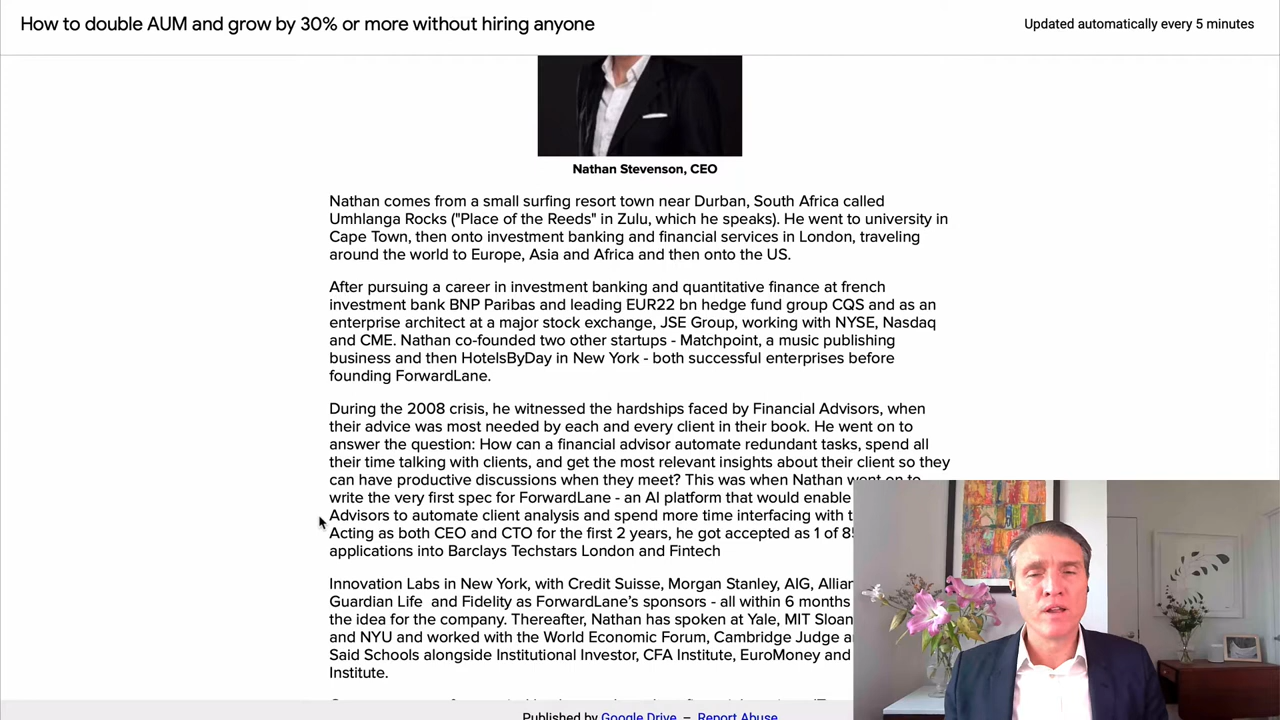 How to double AUM and grow by 30% or more without hiring anyone
Updated automatically every 5 minutes
Nathan Stevenson, CEO
Nathan comes from a small surfing resort town near Durban, South Africa called
Umhlanga Rocks ("Place of the Reeds" in Zulu, which he speaks). He went to university in
Cape Town, then onto investment banking and financial services in London, traveling
around the world to Europe, Asia and Africa and then onto the US.
After pursuing a career in investment banking and quantitative finance at french
investment bank BNP Paribas and leading EUR22 bn hedge fund group CQS and as an
enterprise architect at a major stock exchange, JSE Group, working with NYSE, Nasdaq
and CME. Nathan co-founded two other startups - Matchpoint, a music publishing
business and then HotelsByDay in New York - both successful enterprises before
founding ForwardLane.
During the 2008 crisis, he witnessed the hardships faced by Financial Advisors, when
their advice was most needed by each and every client in their book. He went on to
answer the question: How can a financial advisor automate redundant tasks, spend all
their time talking with clients, and get the most relevant insights about their client so they
can have productive discussions when they meet? This was when Nathan went on to
write the very first spec for ForwardLane - an AI platform that would enable
Advisors to automate client analysis and spend more time interfacing with
Acting as both CEO and CTO for the first 2 years, he got accepted as 1 of
applications into Barclays Techstars London and Fintech
Innovation Labs in New York, with Credit Suisse, Morgan Stanley, AIG,
Guardian Life and Fidelity as ForwardLane's sponsors - all within 6 months
the idea for the company. Thereafter, Nathan has spoken at Yale, MIT Sloan
and NYU and worked with the World Economic Forum, Cambridge Judge
Said Schools alongside Institutional Investor, CFA Institute, EuroMoney and
Institute.
Published by Google Drive – Report Abuse